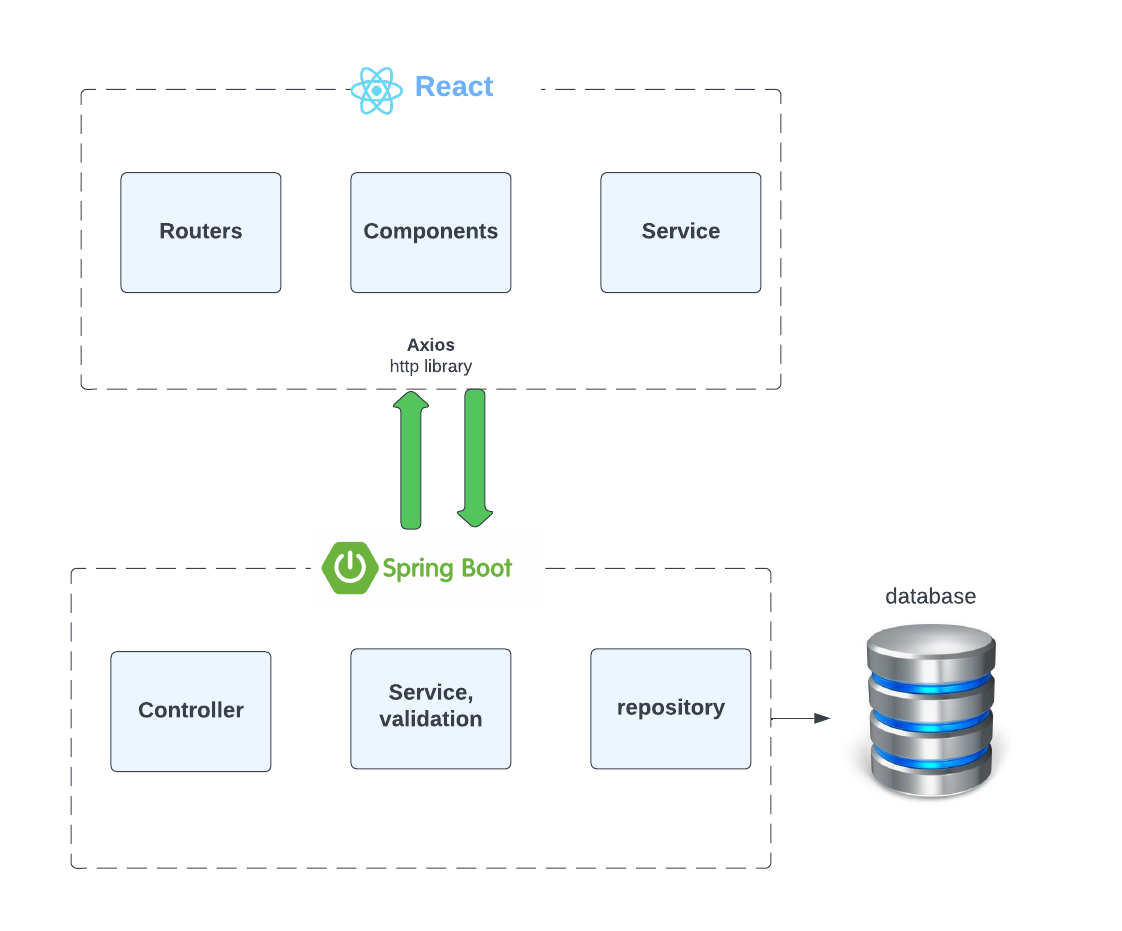 React
Routers
Components
Service
Axios
http library
Spring Boot
Controller
Service,
validation
repository
database